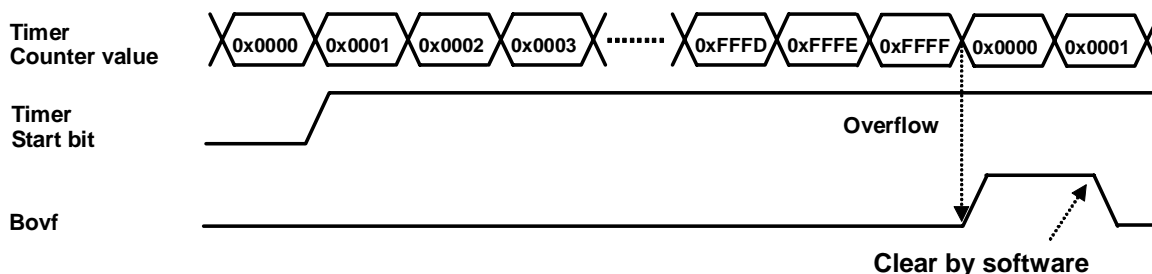 Timer
Counter value
0x0000 0x0001 0x0002 0x0003 ········ 0xFFFD 0xFFFE 0xFFFF 0x0000 0x0001
Timer
Start bit
Overflow
Bovf
Clear by software